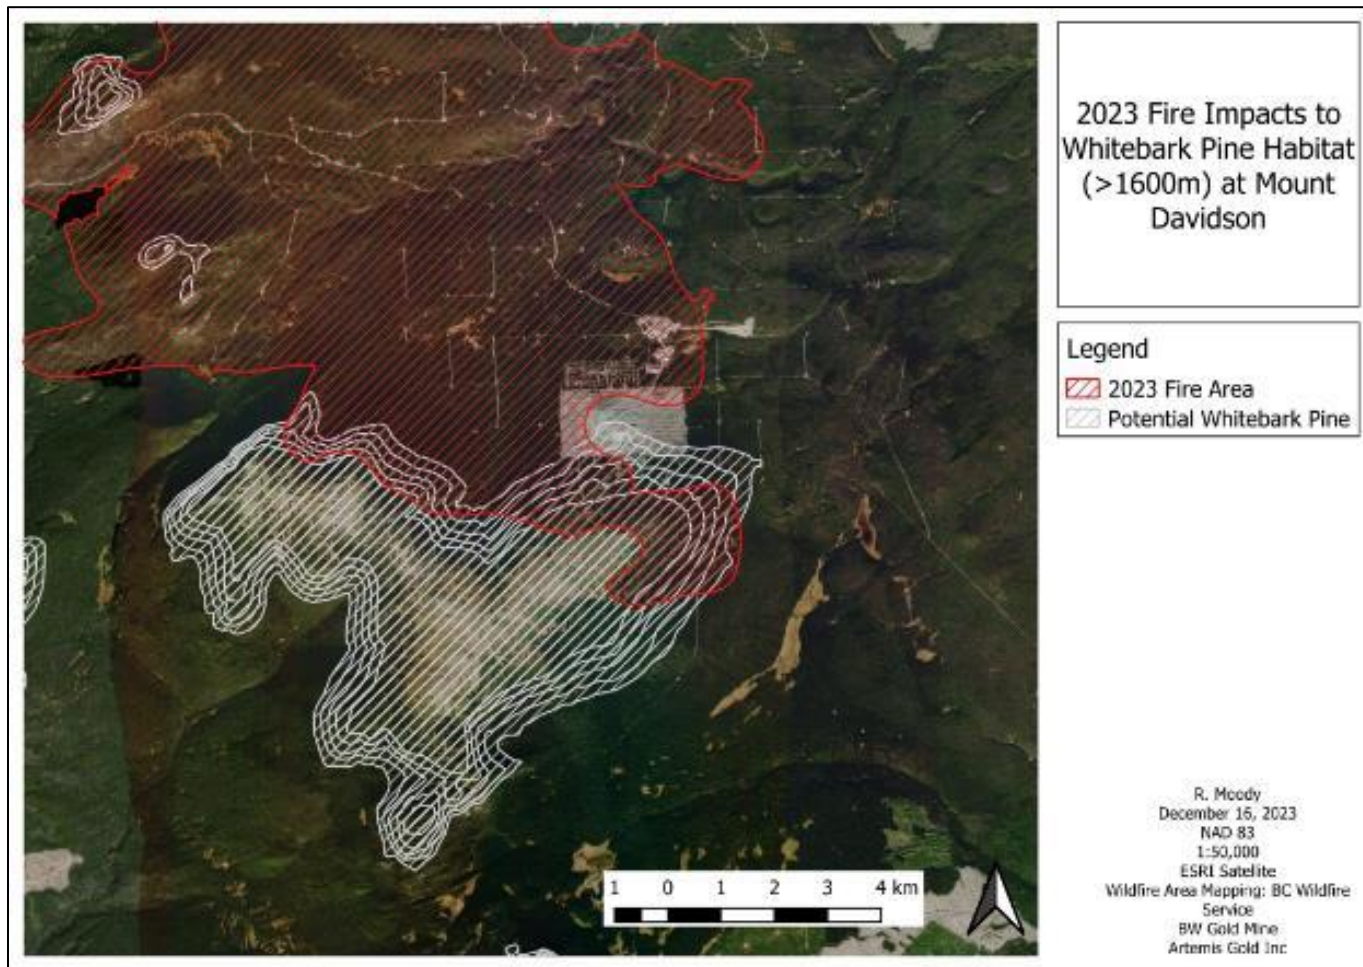 2023 Fire Impacts to
Whitebark Pine Habitat
(>1600m) at Mount
Davidson
Legend
2023 Fire Area
Potential Whitebark Pine
1 0 1 2 3 4 km
R. Moody
December 16, 2023
NAD 83
1:50,000
ESRI Satellite
Wildfire Area Mapping: BC Wildfire
Service
BW Gold Mine
Artemis Gold Inc